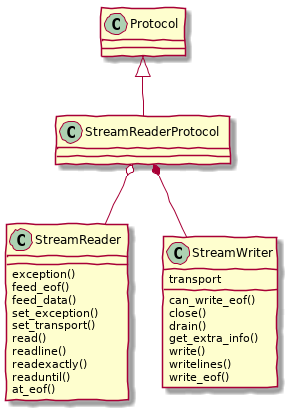 C Protocol
C StreamReaderProtocol
C StreamReader
exception()
feed_eof()
feed_data()
set_exception()
set_transport()
read()
readline()
readexactly()
readuntil()
at_eof()
C StreamWriter
transport
can_write_eof()
close()
drain()
get_extra_info()
write()
writelines()
write_eof()